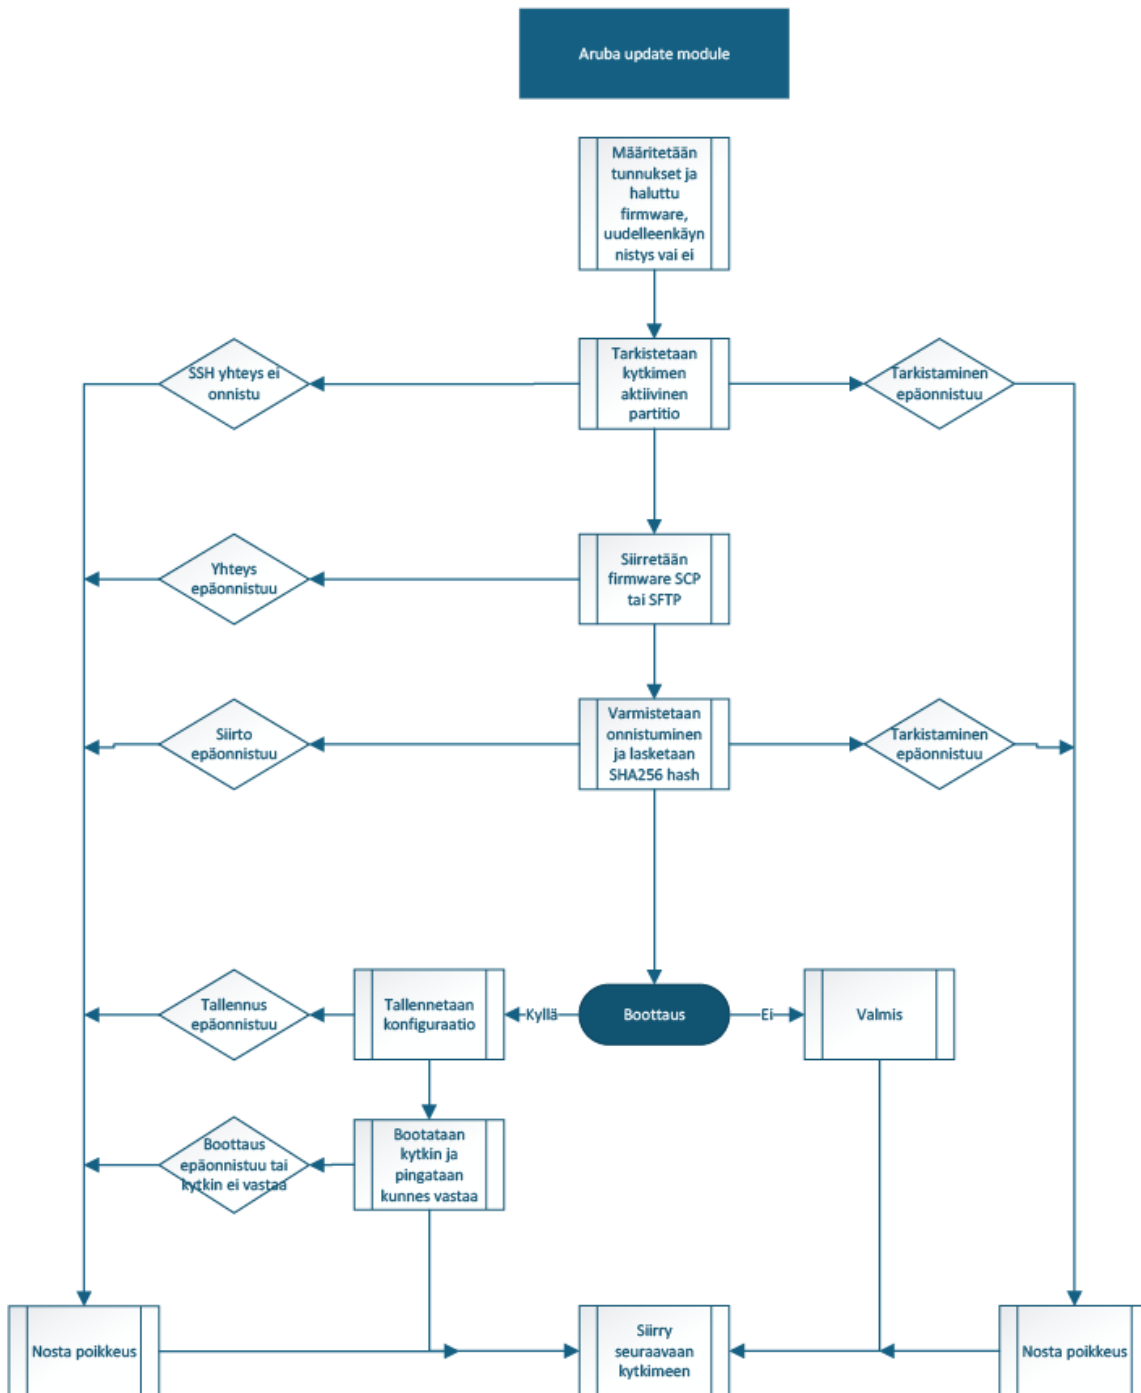 Aruba update module
Määritetään
tunnukset ja
haluttu
firmware,
uudelleenkäyn
nistys vai ei
SSH yhteys ei
onnistu
Tarkistetaan
kytkimen
aktiivinen
partitio
Tarkistaminen
epäonnistuu
Yhteys
epäonnistuu
Siirretään
firmware SCP
tai SFTP
Siirto
epäonnistuu
Varmistetaan
onnistuminen
ja lasketaan
SHA256 hash
Tarkistaminen
epäonnistuu
Tallennus
epäonnistuu
Tallennetaan
konfiguraatio
Kyllä
Boottaus
Ei
Valmis
Boottaus
epäonnistuu tai
kytkin ei vastaa
Bootataan
kytkin ja
pingataan
kunnes vastaa
Nosta poikkeus
Siirry
seuraavaan
kytkimeen
Nosta poikkeus